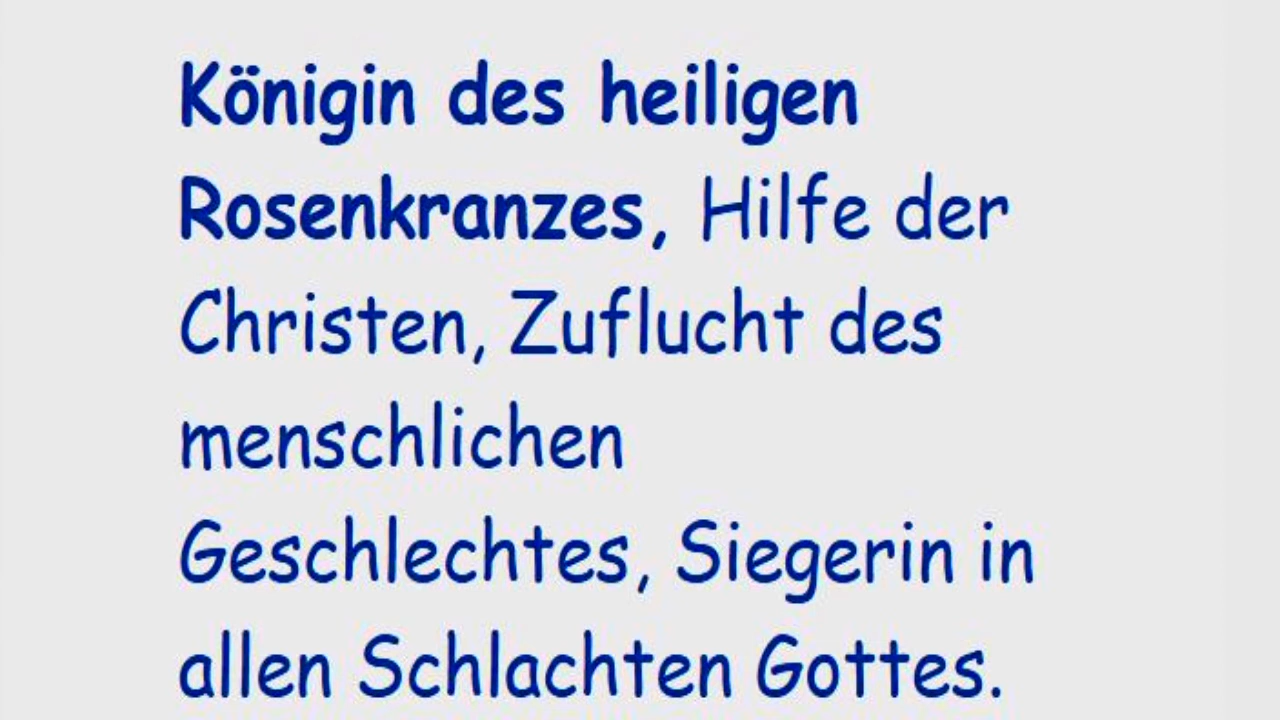 Königin des heiligen
Rosenkranzes, Hilfe der
Christen, Zuflucht des
menschlichen
Geschlechtes, Siegerin in
allen Schlachten Gottes.